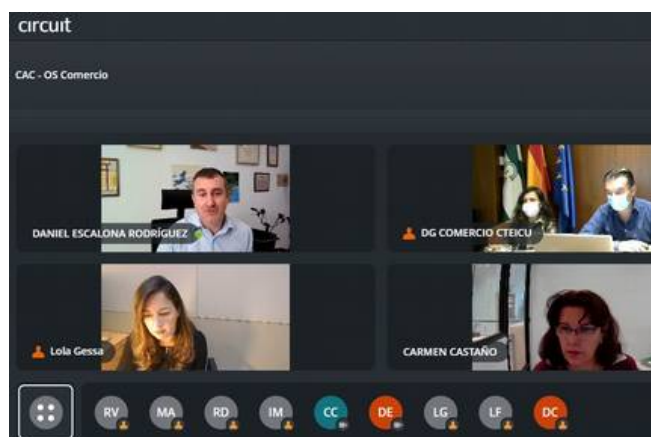 circuit
CAC - OS Comercio
DANIEL ESCALONA RODRÍGUEZ
DG COMERCIO CTEICU
Lola Gessa
CARMEN CASTAÑO
RV MA RD IM CC DE LG LF DC